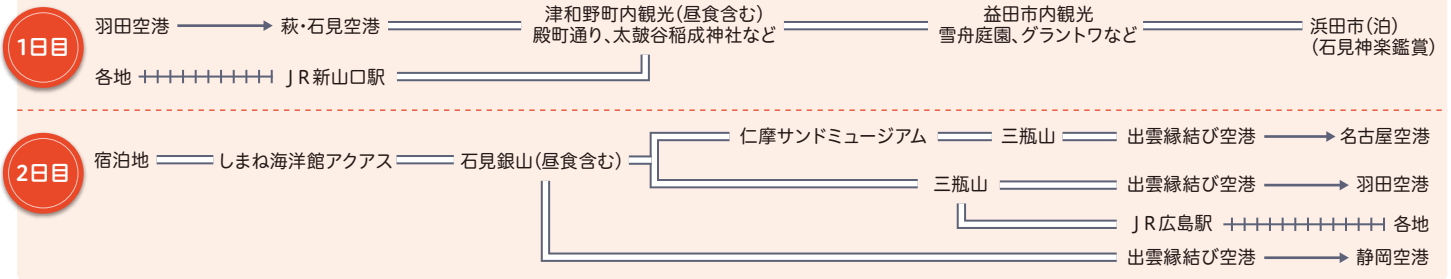 1日目
羽田空港
萩・石見空港
津和野町内観光(昼食含む)
殿町通り、太皷谷稲成神社など
益田市内観光
雪舟庭園、グラントワなど
浜田市(泊)
(石見神楽鑑賞)
各地
JR新山口駅
2日目
宿泊地
しまね海洋館アクアス
石見銀山(昼食含む)
仁摩サンドミュージアム
三瓶山
出雲縁結び空港
名古屋空港
三瓶山
出雲縁結び空港
羽田空港
JR広島駅
各地
出雲縁結び空港
静岡空港